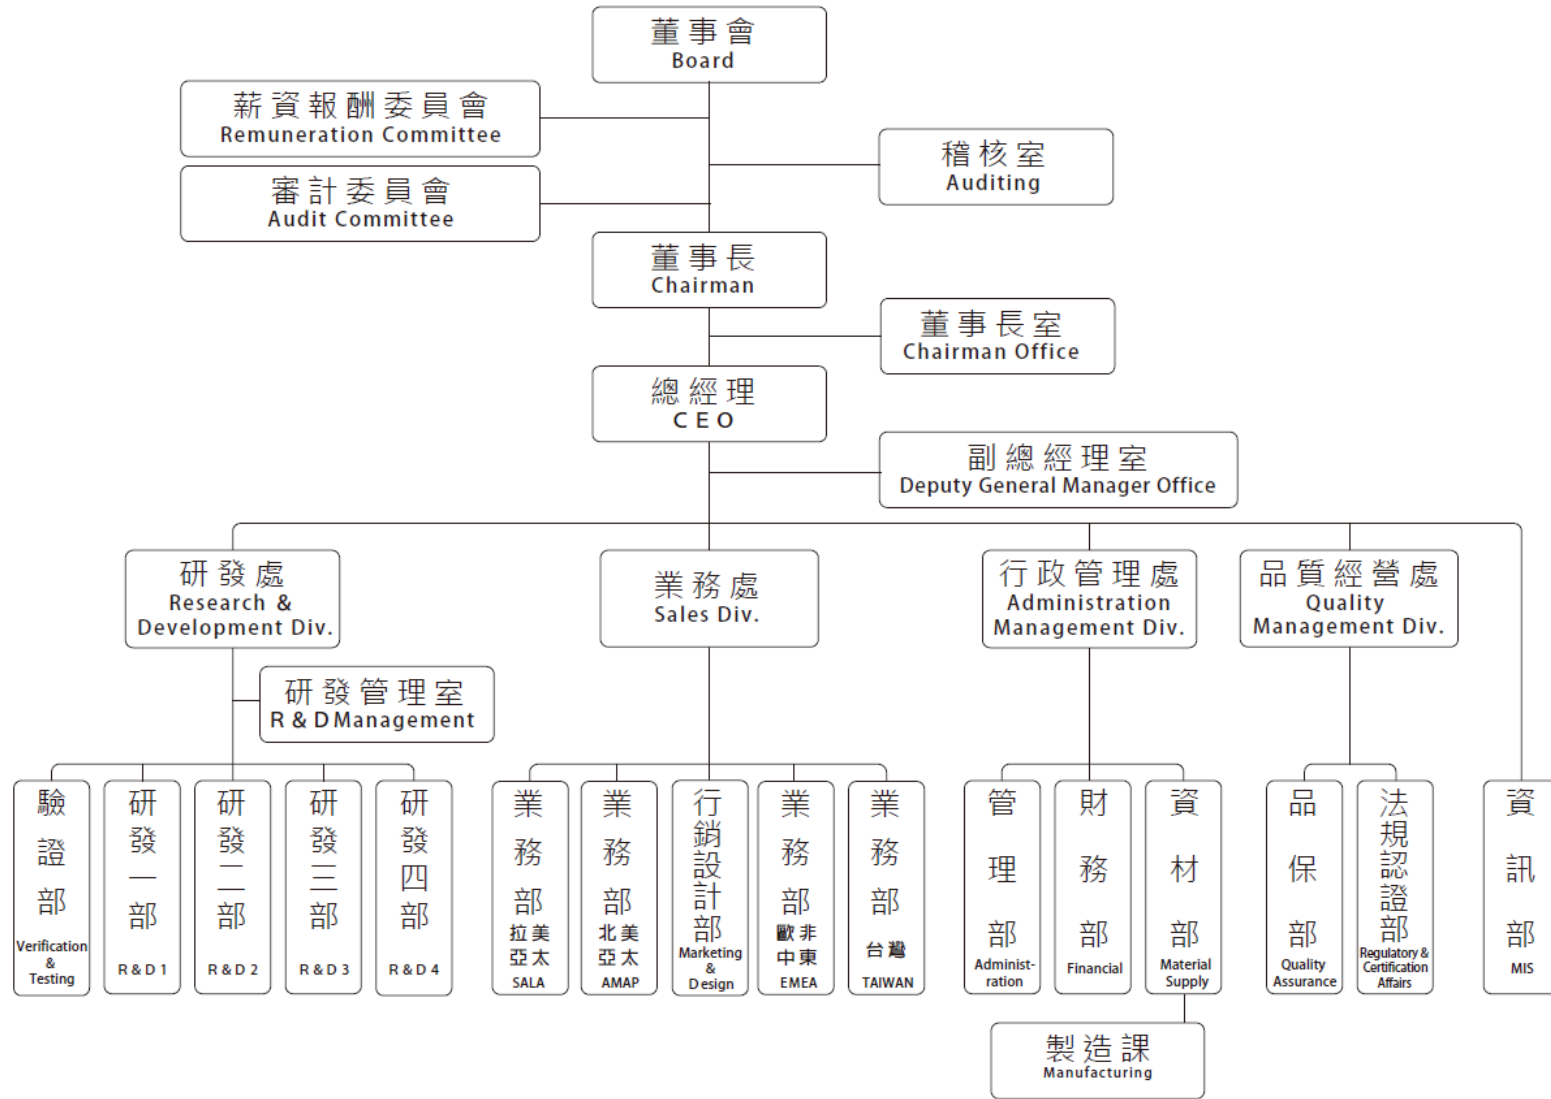 董事會
Board
薪資報酬委員會
Remuneration Committee
稽核室
Auditing
審計委員會
Audit Committee
董事長
Chairman
董事長室
Chairman Office
總經理
CEO
副總經理室
Deputy General Manager Office
研發處
Research &
Development Div.
業務處
Sales Div.
行政管理處
Administration
Management Div.
品質經營處
Quality
Management Div.
研發管理室
R & D Management
驗證部
Verification
&
Testing
研發一部
R & D 1
研發二部
R & D 2
研發三部
R & D 3
研發四部
R & D 4
業務部
拉美
亞太
SALA
業務部
北美
亞太
AMAP
行銷設計部
Marketing
&
Design
業務部
歐非
中東
EMEA
業務部
台灣
TAIWAN
管理部
Administ-
ration
財務部
Financial
資材部
Material
Supply
品保部
Quality
Assurance
法規認證部
Regulatory &
Certification
Affairs
資訊部
MIS
製造課
Manufacturing